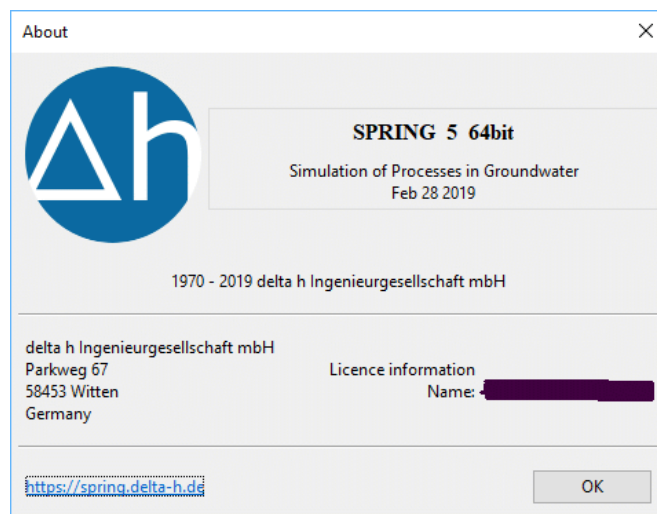 About
Δh
SPRING 5 64bit
Simulation of Processes in Groundwater
Feb 28 2019
1970 - 2019 delta h Ingenieurgesellschaft mbH
delta h Ingenieurgesellschaft mbH
Parkweg 67
58453 Witten
Germany
Licence information
Name:
https://spring.delta-h.de
OK